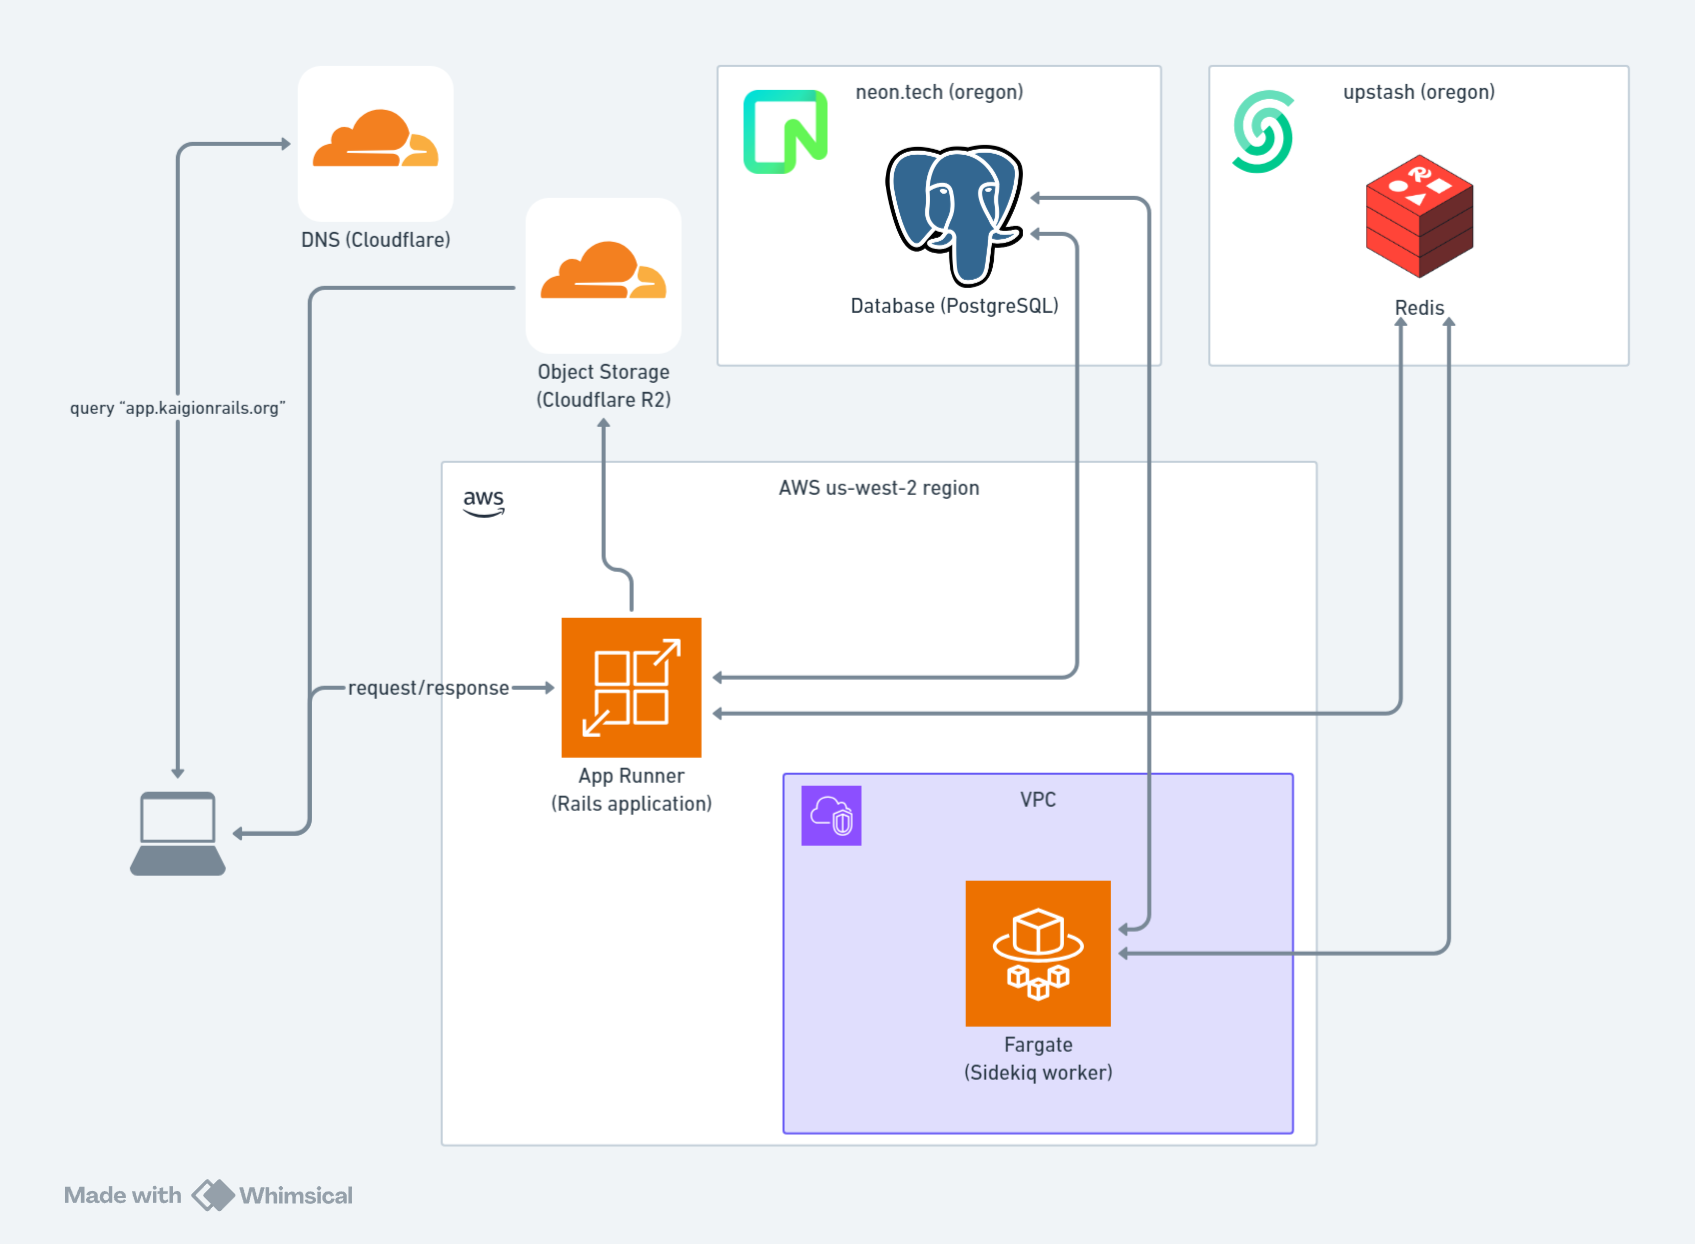 neon.tech (oregon)
upstash (oregon)
DNS (Cloudflare)
Database (PostgreSQL)
Redis
Object Storage
(Cloudflare R2)
query “app.kaigionrails.org”
aws
AWS us-west-2 region
request/response
App Runner
(Rails application)
VPC
Fargate
(Sidekiq worker)
Made with Whimsical